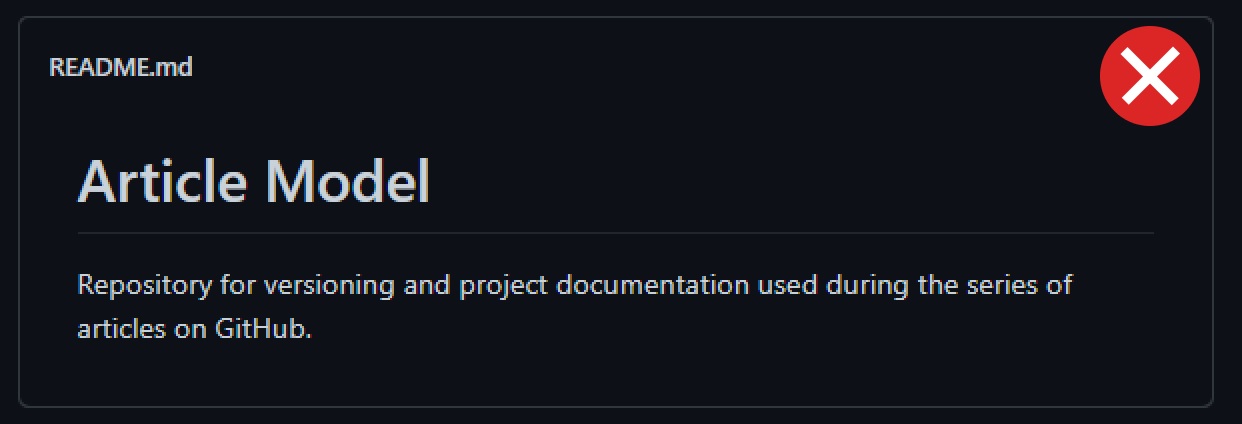 README.md
Article Model
Repository for versioning and project documentation used during the series of
articles on GitHub.